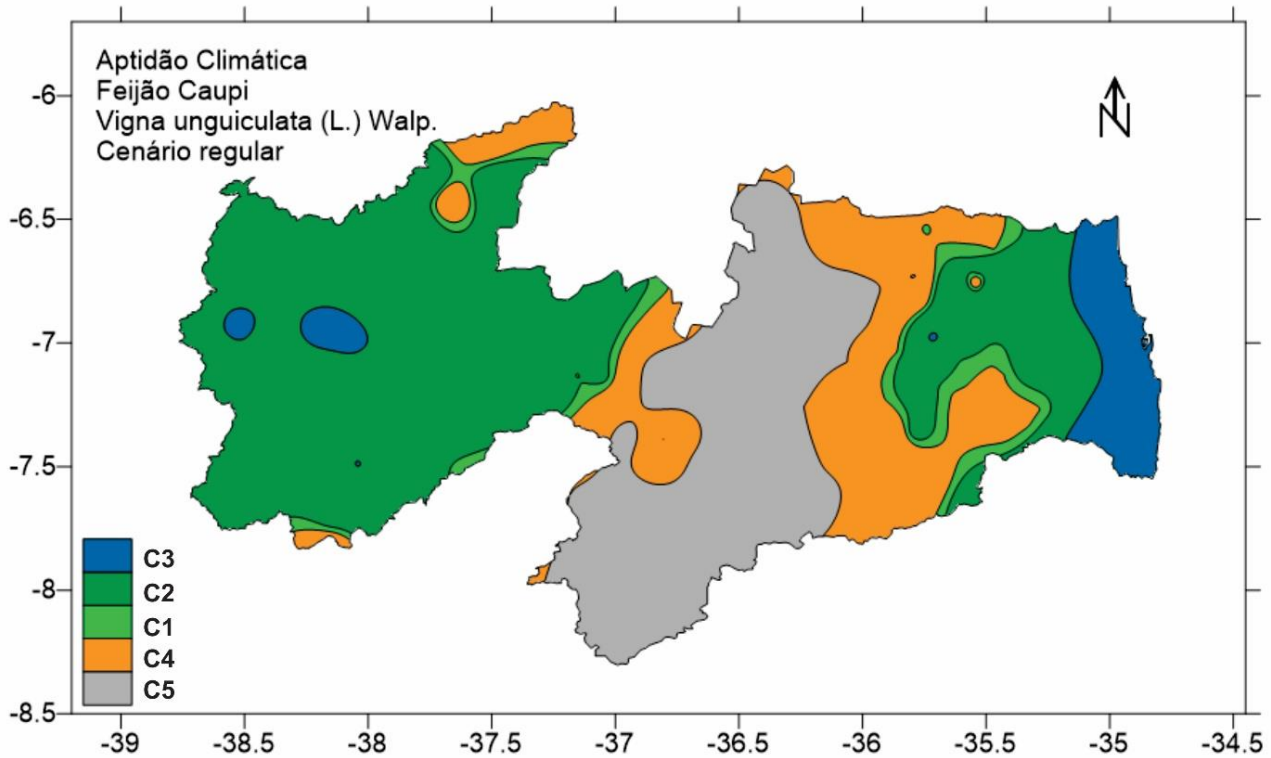 Aptidão Climática
Feijão Caupi
Vigna unguiculata (L.) Walp.
Cenário regular
N
-6
-6.5
-7
-7.5
-8
-8.5
C3
C2
C1
C4
C5
-39
-38.5
-38
-37.5
-37
-36.5
-36
-35.5
-35
-34.5